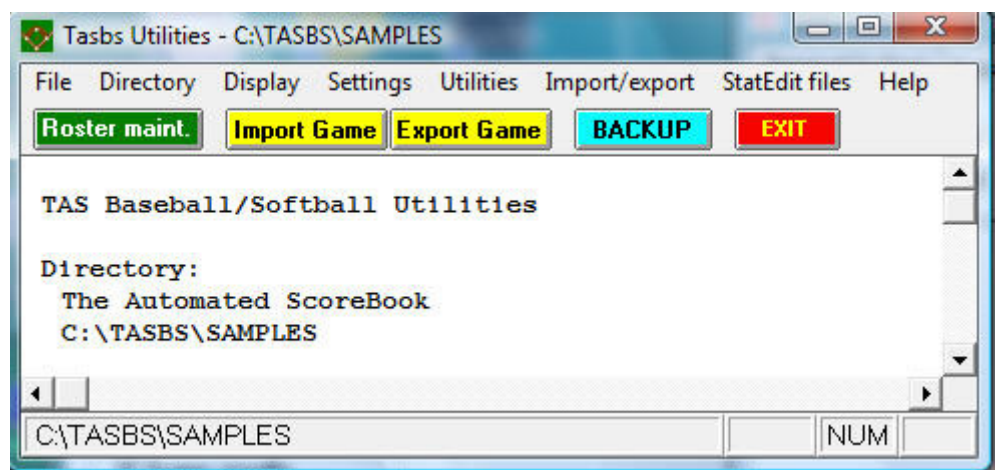 Tasbs Utilities - C:\TASBS\SAMPLES
File Directory Display Settings Utilities Import/export StatEdit files Help
Roster maint. Import Game Export Game BACKUP EXIT
TAS Baseball/Softball Utilities
Directory:
The Automated ScoreBook
C:\TASBS\SAMPLES
C:\TASBS\SAMPLES NUM